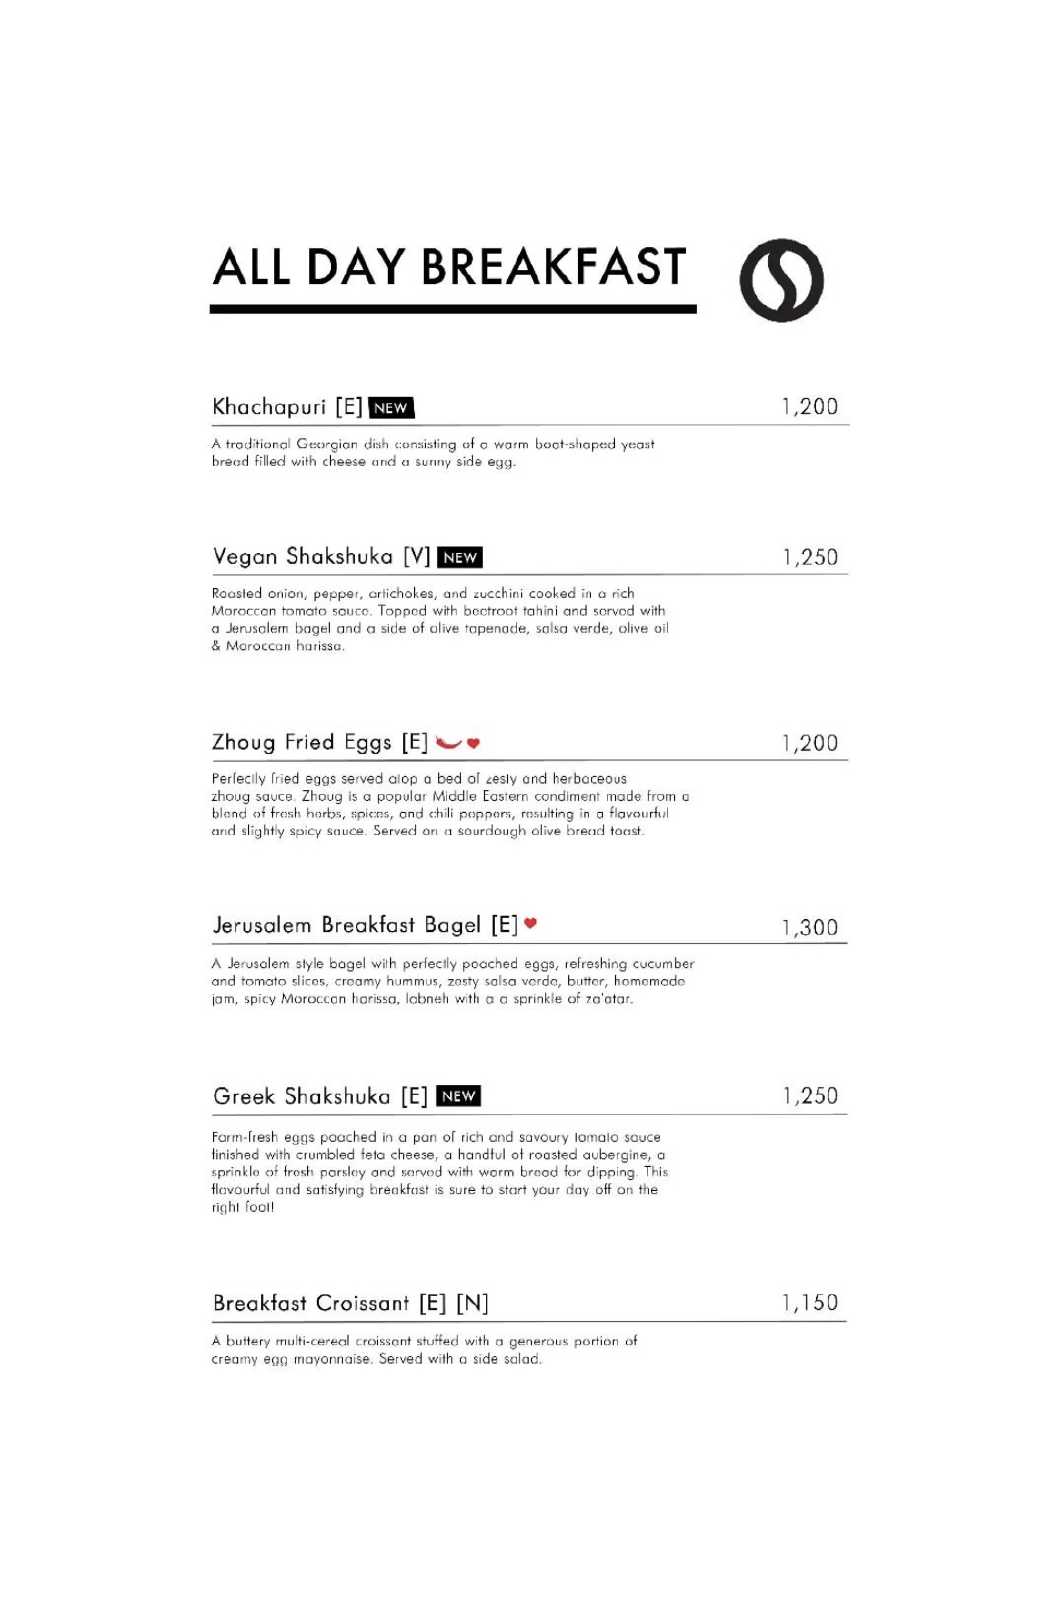 ALL DAY BREAKFAST
Khachapuri [E] NEW 1,200
A traditional Georgian dish consisting of a warm boat-shaped yeast
bread filled with cheese and a sunny side egg.
Vegan Shakshuka [V] NEW 1,250
Roasted onion, pepper, artichokes, and zucchini cooked in a rich
Moroccan tomato sauce. Topped with beetroot tahini and served with
a Jerusalem bagel and a side of olive tapenade, salsa verde, olive oil
& Moroccan harissa.
Zhoug Fried Eggs [E] 1,200
Perfectly fried eggs served atop a bed of zesty and herbaceous
zhoug sauce. Zhoug is a popular Middle Eastern condiment made from a
blend of fresh herbs, spices, and chili peppers, resulting in a flavourful
and slightly spicy sauce. Served on a sourdough olive bread toast.
Jerusalem Breakfast Bagel [E] 1,300
A Jerusalem style bagel with perfectly poached eggs, refreshing cucumber
and tomato slices, creamy hummus, zesty salsa verde, butter, homemade
jam, spicy Moroccan harissa, labneh with a a sprinkle of za'atar.
Greek Shakshuka [E] NEW 1,250
Farm-fresh eggs poached in a pan of rich and savoury tomato sauce
finished with crumbled feta cheese, a handful of roasted aubergine, a
sprinkle of fresh parsley and served with warm bread for dipping. This
flavourful and satisfying breakfast is sure to start your day off on the
right foot!
Breakfast Croissant [E] [N] 1,150
A buttery multi-cereal croissant stuffed with a generous portion of
creamy egg mayonnaise. Served with a side salad.